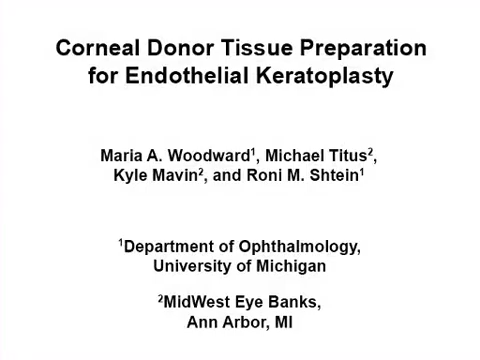 Corneal Donor Tissue Preparation
for Endothelial Keratoplasty
Maria A. Woodward¹, Michael Titus²,
Kyle Mavin², and Roni M. Shtein¹
¹Department of Ophthalmology,
University of Michigan
²MidWest Eye Banks,
Ann Arbor, MI